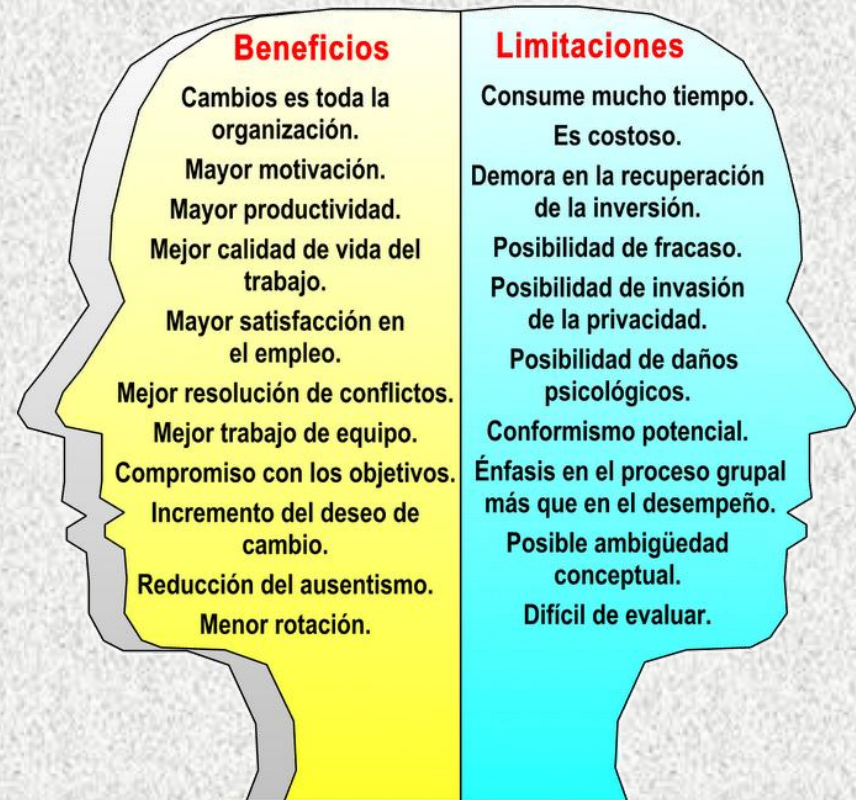 Beneficios
Cambios es toda la
organización.
Mayor motivación.
Mayor productividad.
Mejor calidad de vida del
trabajo.
Mayor satisfacción en
el empleo.
Mejor resolución de conflictos.
Mejor trabajo de equipo.
Compromiso con los objetivos.
Incremento del deseo de
cambio.
Reducción del ausentismo.
Menor rotación.
Limitaciones
Consume mucho tiempo.
Es costoso.
Demora en la recuperación
de la inversión.
Posibilidad de fracaso.
Posibilidad de invasión
de la privacidad.
Posibilidad de daños
psicológicos.
Conformismo potencial.
Énfasis en el proceso grupal
más que en el desempeño.
Posible ambigüedad
conceptual.
Difícil de evaluar.